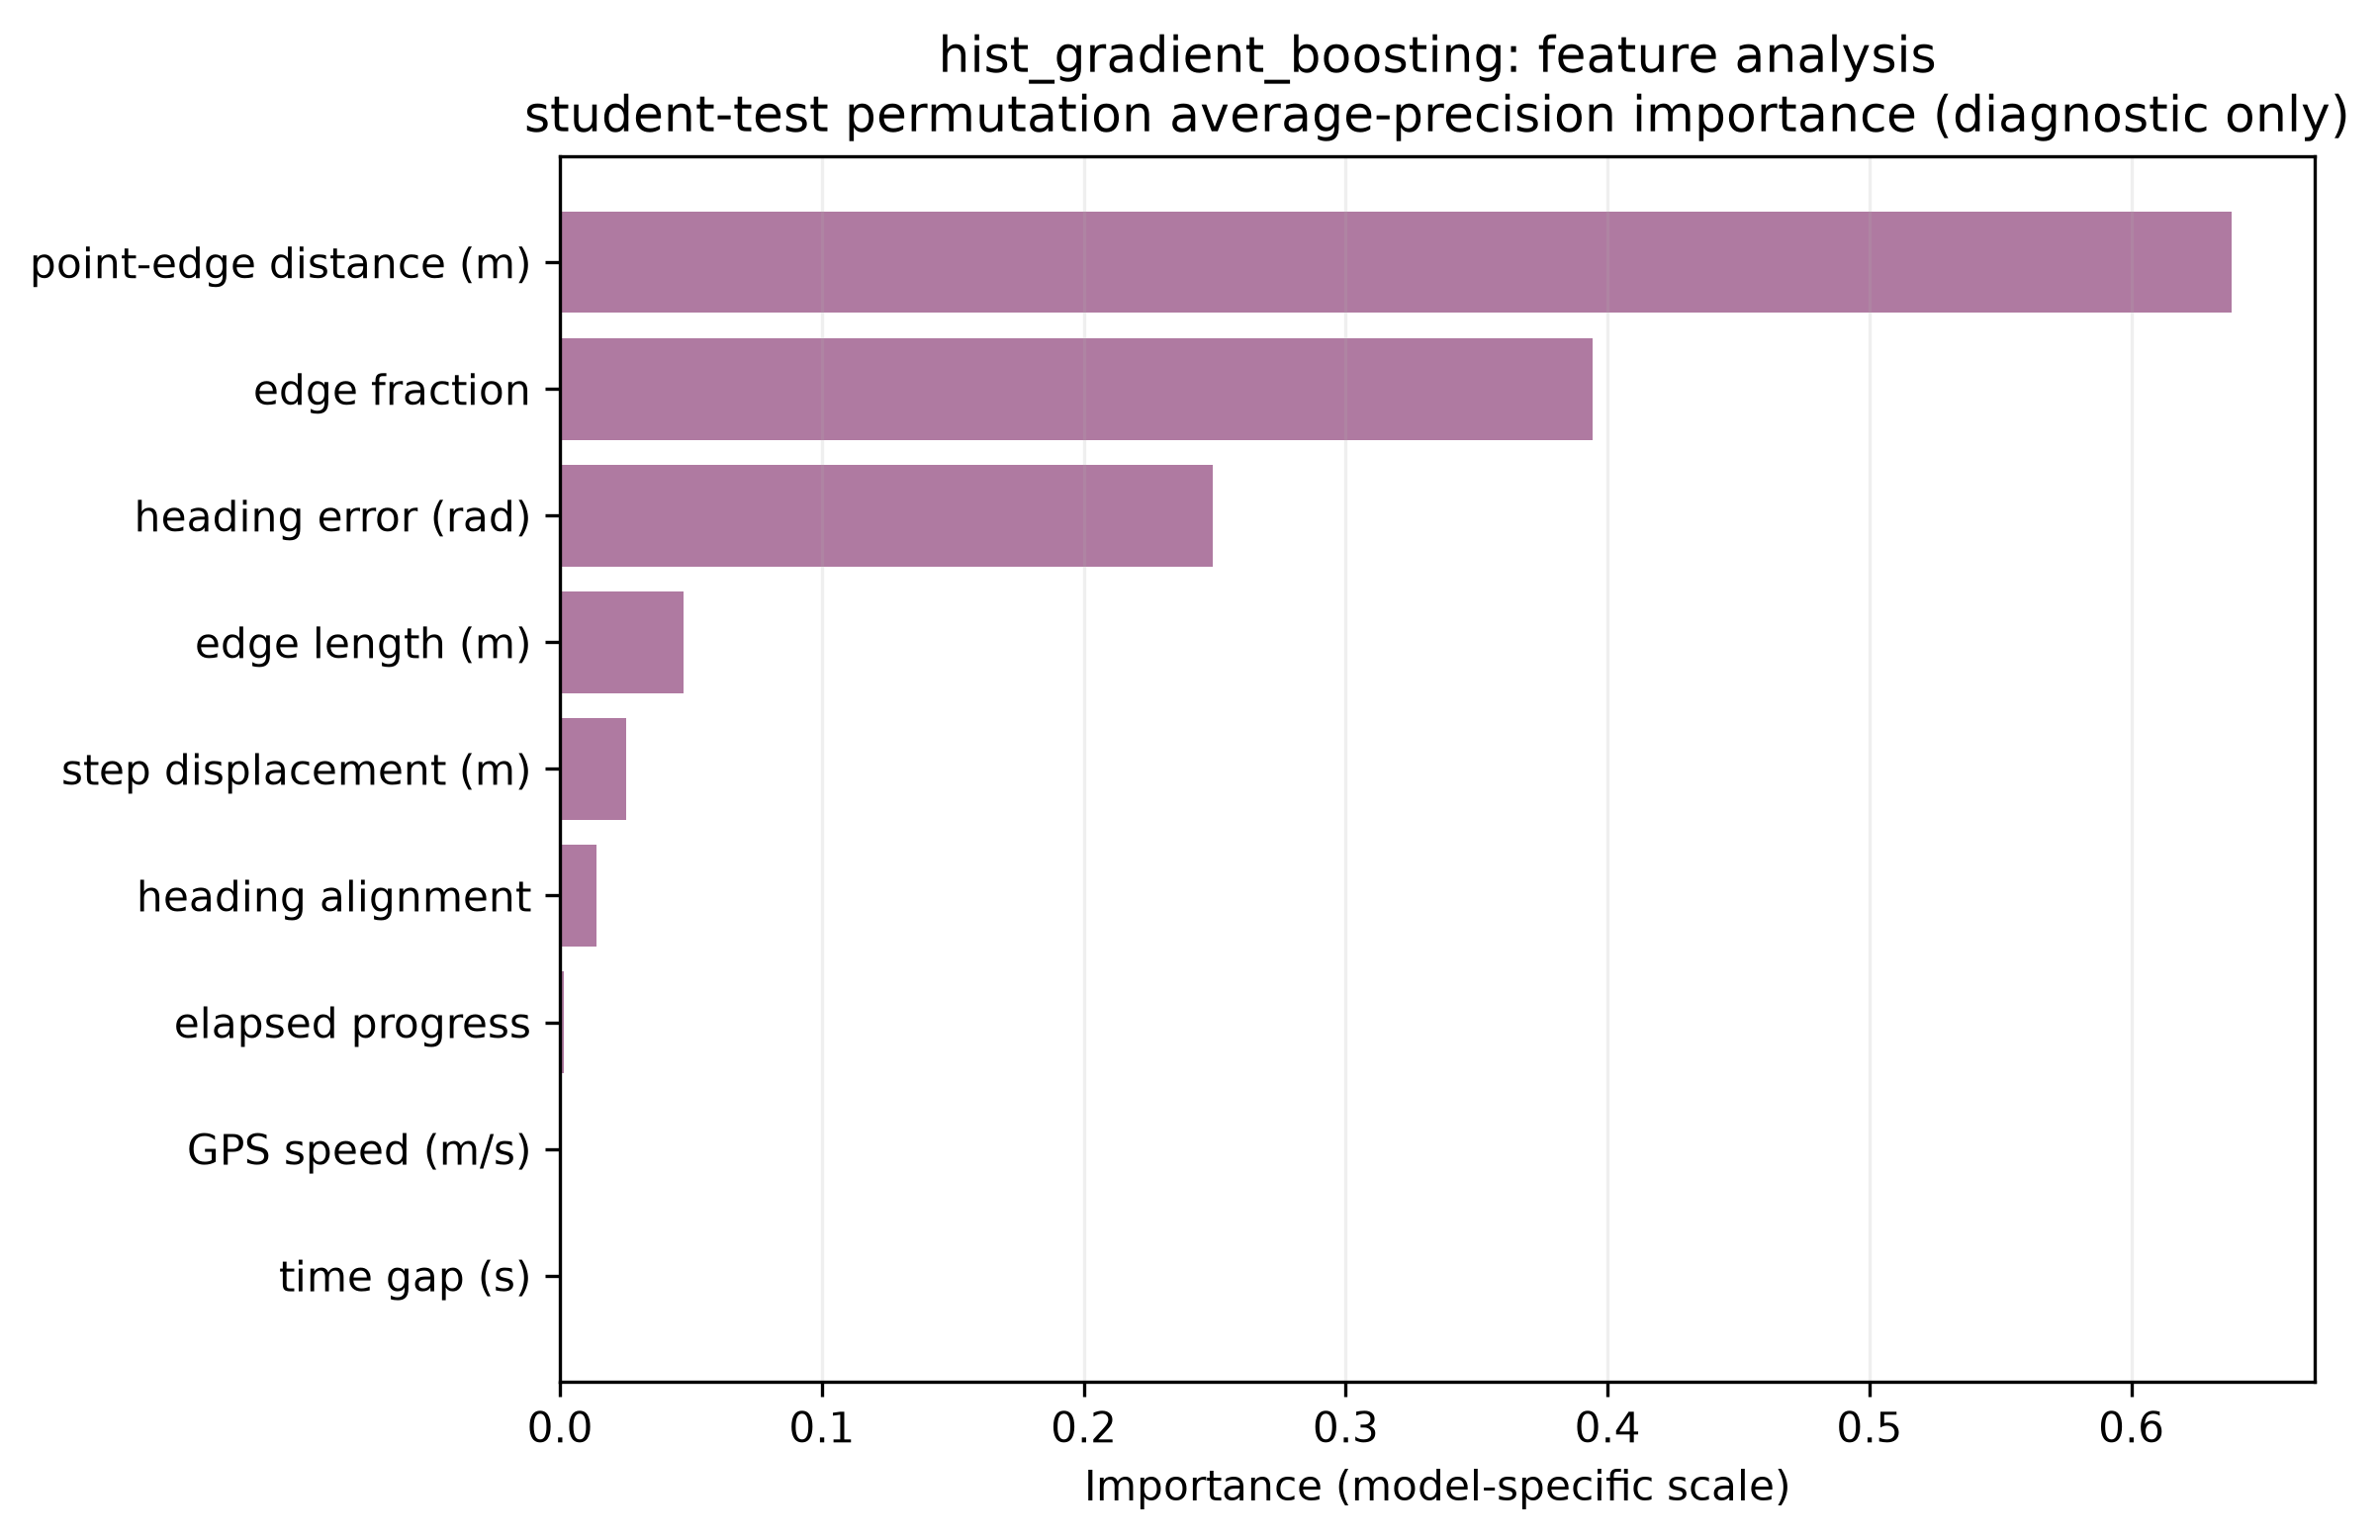 hist_gradient_boosting: feature analysis
student-test permutation average-precision importance (diagnostic only)
point-edge distance (m)
edge fraction
heading error (rad)
edge length (m)
step displacement (m)
heading alignment
elapsed progress
GPS speed (m/s)
time gap (s)
0.0 0.1 0.2 0.3 0.4 0.5 0.6
Importance (model-specific scale)